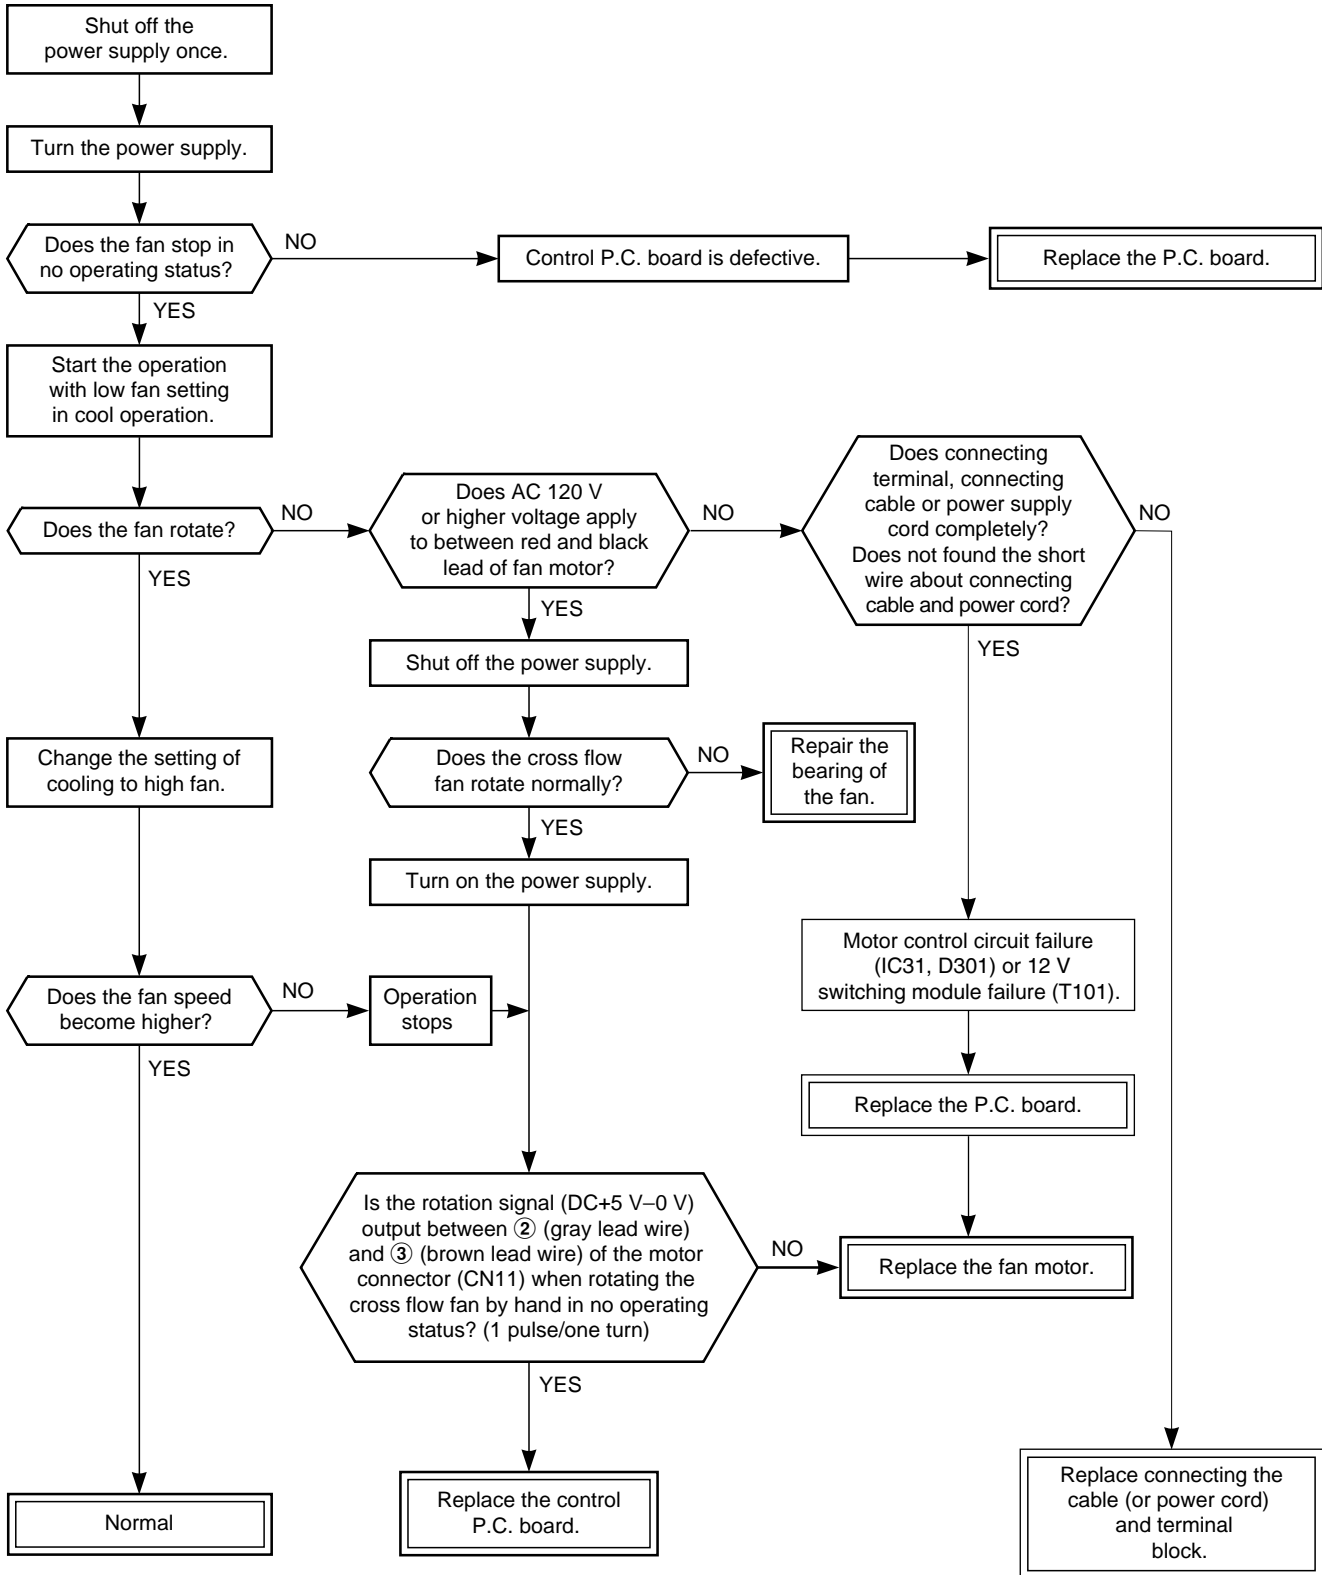 Shut off the
power supply once.
Turn the power supply.
Does the fan stop in
no operating status?
NO
Control P.C. board is defective.
Replace the P.C. board.
YES
Start the operation
with low fan setting
in cool operation.
Does the fan rotate?
NO
Does AC 120 V
or higher voltage apply
to between red and black
lead of fan motor?
NO
Does connecting
terminal, connecting
cable or power supply
cord completely?
Does not found the short
wire about connecting
cable and power cord?
NO
YES
YES
YES
Shut off the power supply.
Change the setting of
cooling to high fan.
Does the cross flow
fan rotate normally?
NO
Repair the
bearing of
the fan.
YES
Turn on the power supply.
Motor control circuit failure
(IC31, D301) or 12 V
switching module failure (T101).
Does the fan speed
become higher?
NO
Operation
stops
YES
Replace the P.C. board.
Is the rotation signal (DC+5 V–0 V)
output between ② (gray lead wire)
and ③ (brown lead wire) of the motor
connector (CN11) when rotating the
cross flow fan by hand in no operating
status? (1 pulse/one turn)
NO
Replace the fan motor.
YES
Normal
Replace the control
P.C. board.
Replace connecting the
cable (or power cord)
and terminal
block.